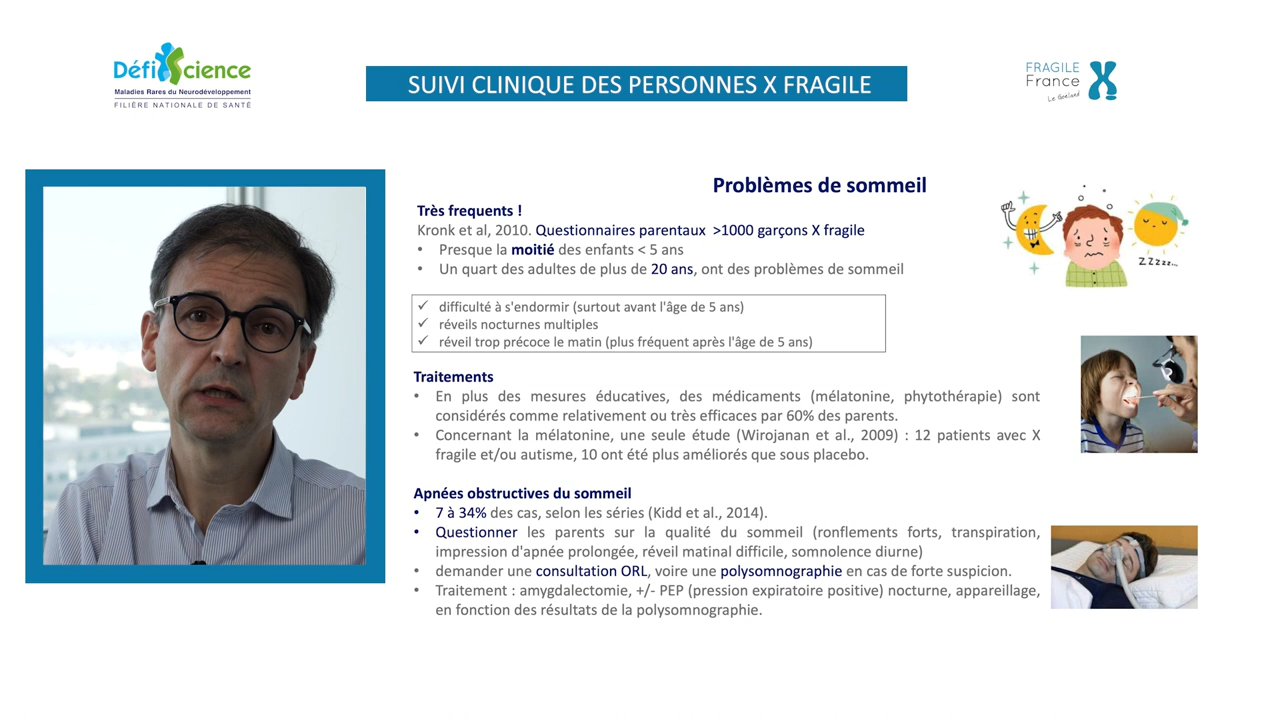 Défi Science
Maladies Rares du Neurodéveloppement
FILIÈRE NATIONALE DE SANTÉ
SUIVI CLINIQUE DES PERSONNES X FRAGILE
FRAGILE
France
Le Goëland
Problèmes de sommeil
Très frequents !
Kronk et al, 2010. Questionnaires parentaux >1000 garçons X fragile
• Presque la moitié des enfants < 5 ans
• Un quart des adultes de plus de 20 ans, ont des problèmes de sommeil
✓ difficulté à s'endormir (surtout avant l'âge de 5 ans)
✓ réveils nocturnes multiples
✓ réveil trop précoce le matin (plus fréquent après l'âge de 5 ans)
zzzzz...
Traitements
• En plus des mesures éducatives, des médicaments (mélatonine, phytothérapie) sont
considérés comme relativement ou très efficaces par 60% des parents.
• Concernant la mélatonine, une seule étude (Wirojanan et al., 2009) : 12 patients avec X
fragile et/ou autisme, 10 ont été plus améliorés que sous placebo.
Apnées obstructives du sommeil
• 7 à 34% des cas, selon les séries (Kidd et al., 2014).
• Questionner les parents sur la qualité du sommeil (ronflements forts, transpiration,
impression d'apnée prolongée, réveil matinal difficile, somnolence diurne)
• demander une consultation ORL, voire une polysomnographie en cas de forte suspicion.
• Traitement : amygdalectomie, +/- PEP (pression expiratoire positive) nocturne, appareillage,
en fonction des résultats de la polysomnographie.